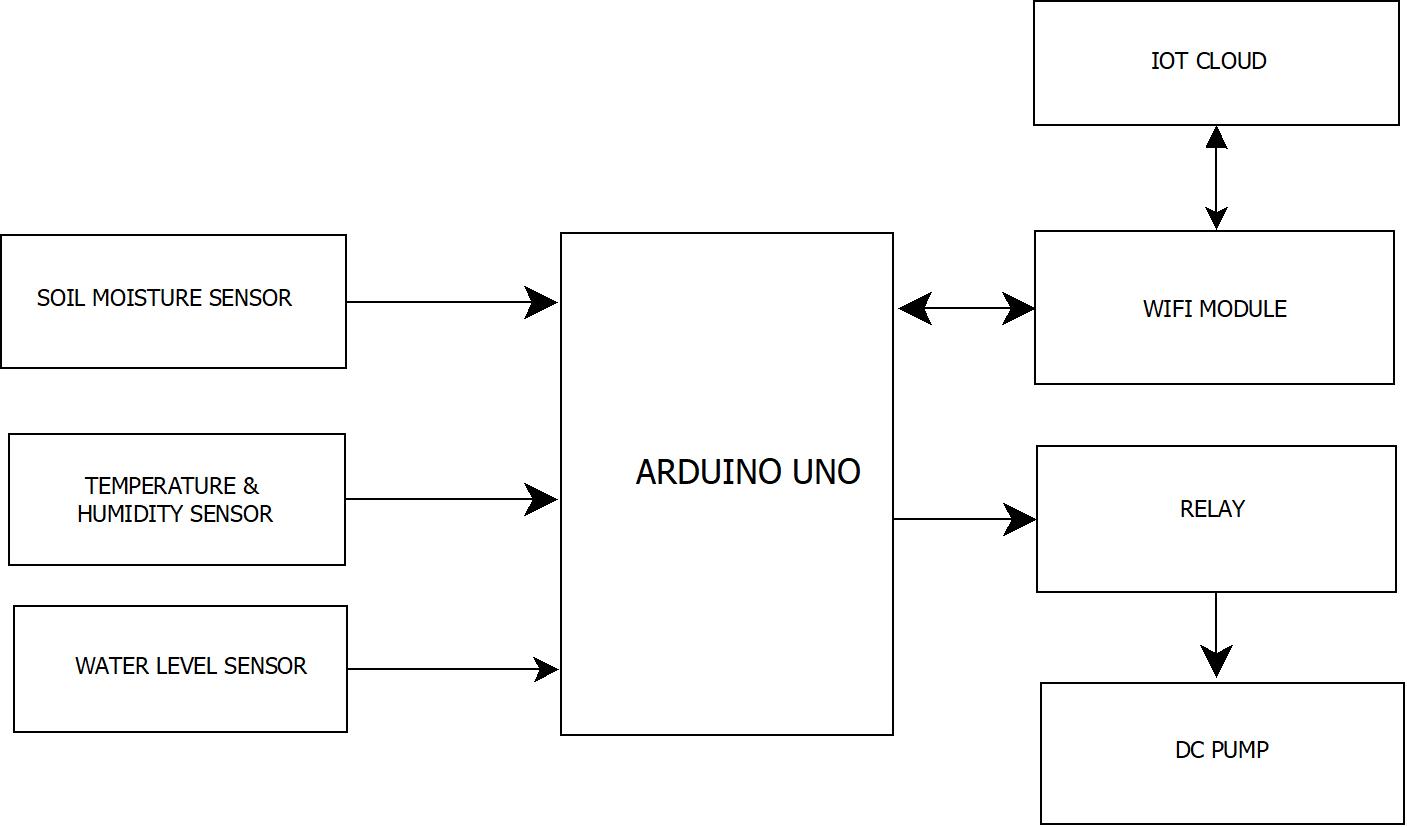 IOT CLOUD
SOIL MOISTURE SENSOR
WIFI MODULE
ARDUINO UNO
TEMPERATURE &
HUMIDITY SENSOR
RELAY
WATER LEVEL SENSOR
DC PUMP